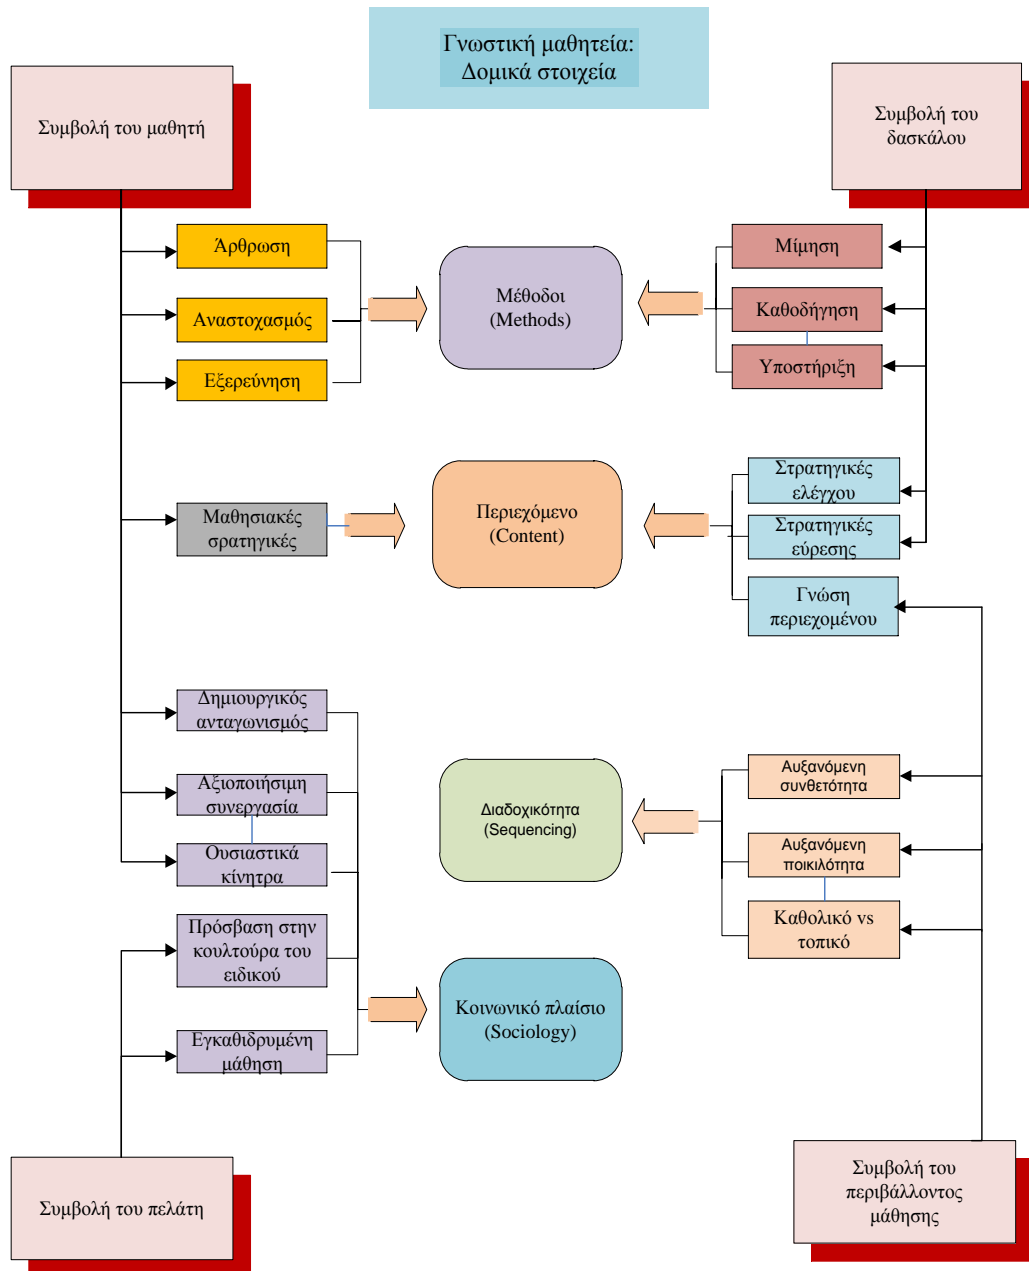 Γνωστική μαθητεία:
Δομικά στοιχεία
Συμβολή του μαθητή
Συμβολή του
δασκάλου
Άρθρωση
Αναστοχασμός
Εξερεύνηση
Μέθοδοι
(Methods)
Μίμηση
Καθοδήγηση
Υποστήριξη
Μαθησιακές
σρατηγικές
Περιεχόμενο
(Content)
Στρατηγικές
ελέγχου
Στρατηγικές
εύρεσης
Γνώση
περιεχομένου
Δημιουργικός
ανταγωνισμός
Αξιοποιήσιμη
συνεργασία
Ουσιαστικά
κίνητρα
Πρόσβαση στην
κουλτούρα του
ειδικού
Εγκαθιδρυμένη
μάθηση
Διαδοχικότητα
(Sequencing)
Αυξανόμενη
συνθετότητα
Αυξανόμενη
ποικιλότητα
Καθολικό vs
τοπικό
Κοινωνικό πλαίσιο
(Sociology)
Συμβολή του πελάτη
Συμβολή του
περιβάλλοντος
μάθησης